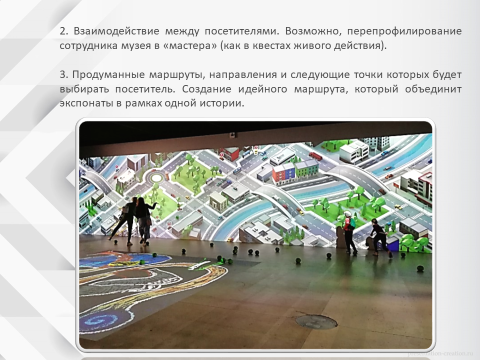 2. Взаимодействие между посетителями. Возможно, перепрофилирование
сотрудника музея в «мастера» (как в квестах живого действия).
3. Продуманные маршруты, направления и следующие точки которых будет
выбирать посетитель. Создание идейного маршрута, который объединит
экспонаты в рамках одной истории.